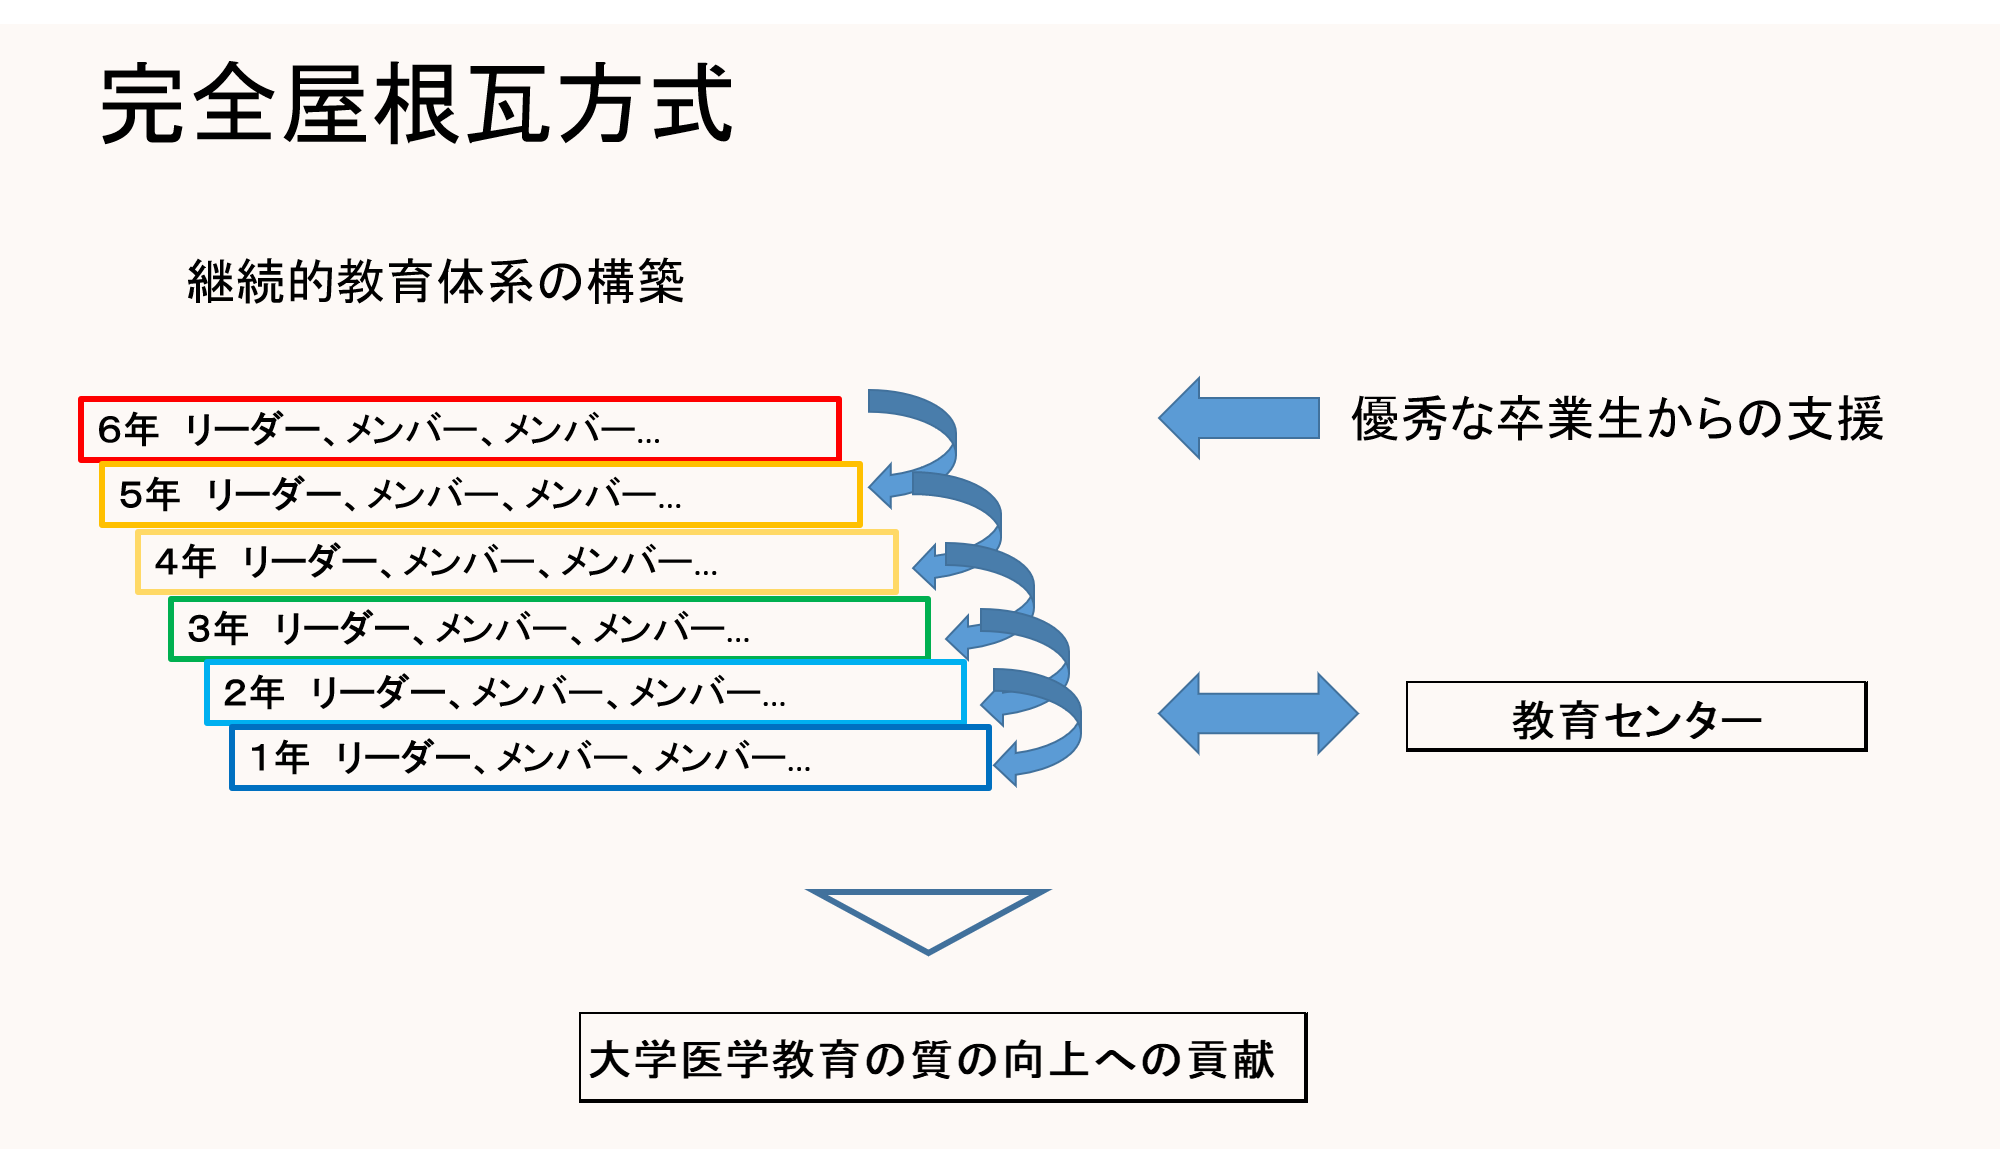 完全屋根瓦方式
継続的教育体系の構築
６年　リーダー、メンバー、メンバー…
優秀な卒業生からの支援
５年　リーダー、メンバー、メンバー…
４年　リーダー、メンバー、メンバー…
３年　リーダー、メンバー、メンバー…
２年　リーダー、メンバー、メンバー…
教育センター
１年　リーダー、メンバー、メンバー…
大学医学教育の質の向上への貢献